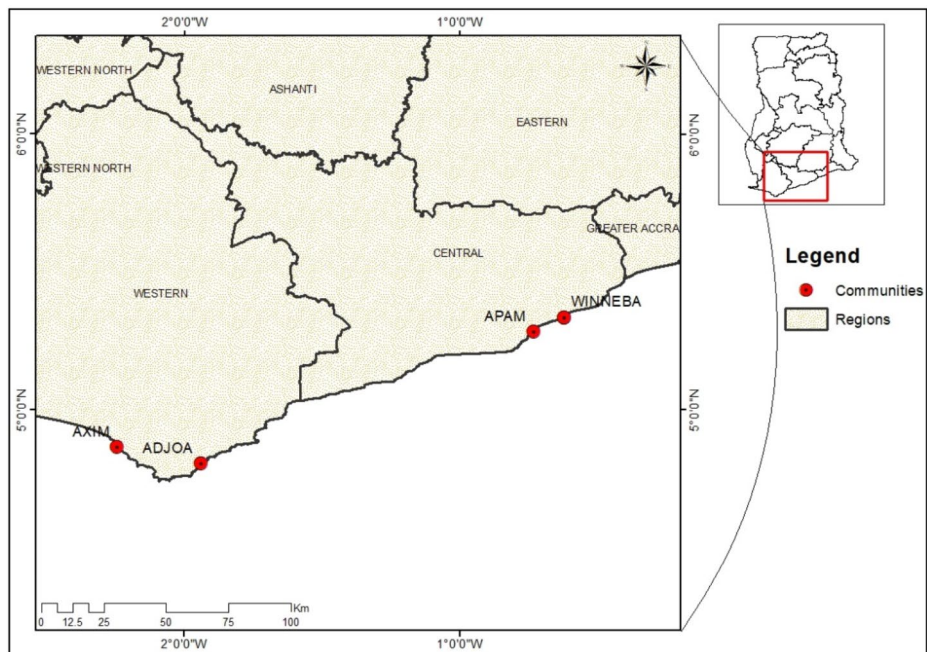 2°0'0"W
1°0'0"W
WESTERN NORTH
ASHANTI
EASTERN
6°0'0"N
6°0'0"N
WESTERN NORTH
GREATER ACCRA
CENTRAL
WESTERN
APAM
WINNEBA
Legend
Communities
Regions
5°0'0"N
5°0'0"N
AXIM
ADJOA
Km
0 12.5 25 50 75 100
2°0'0"W
1°0'0"W